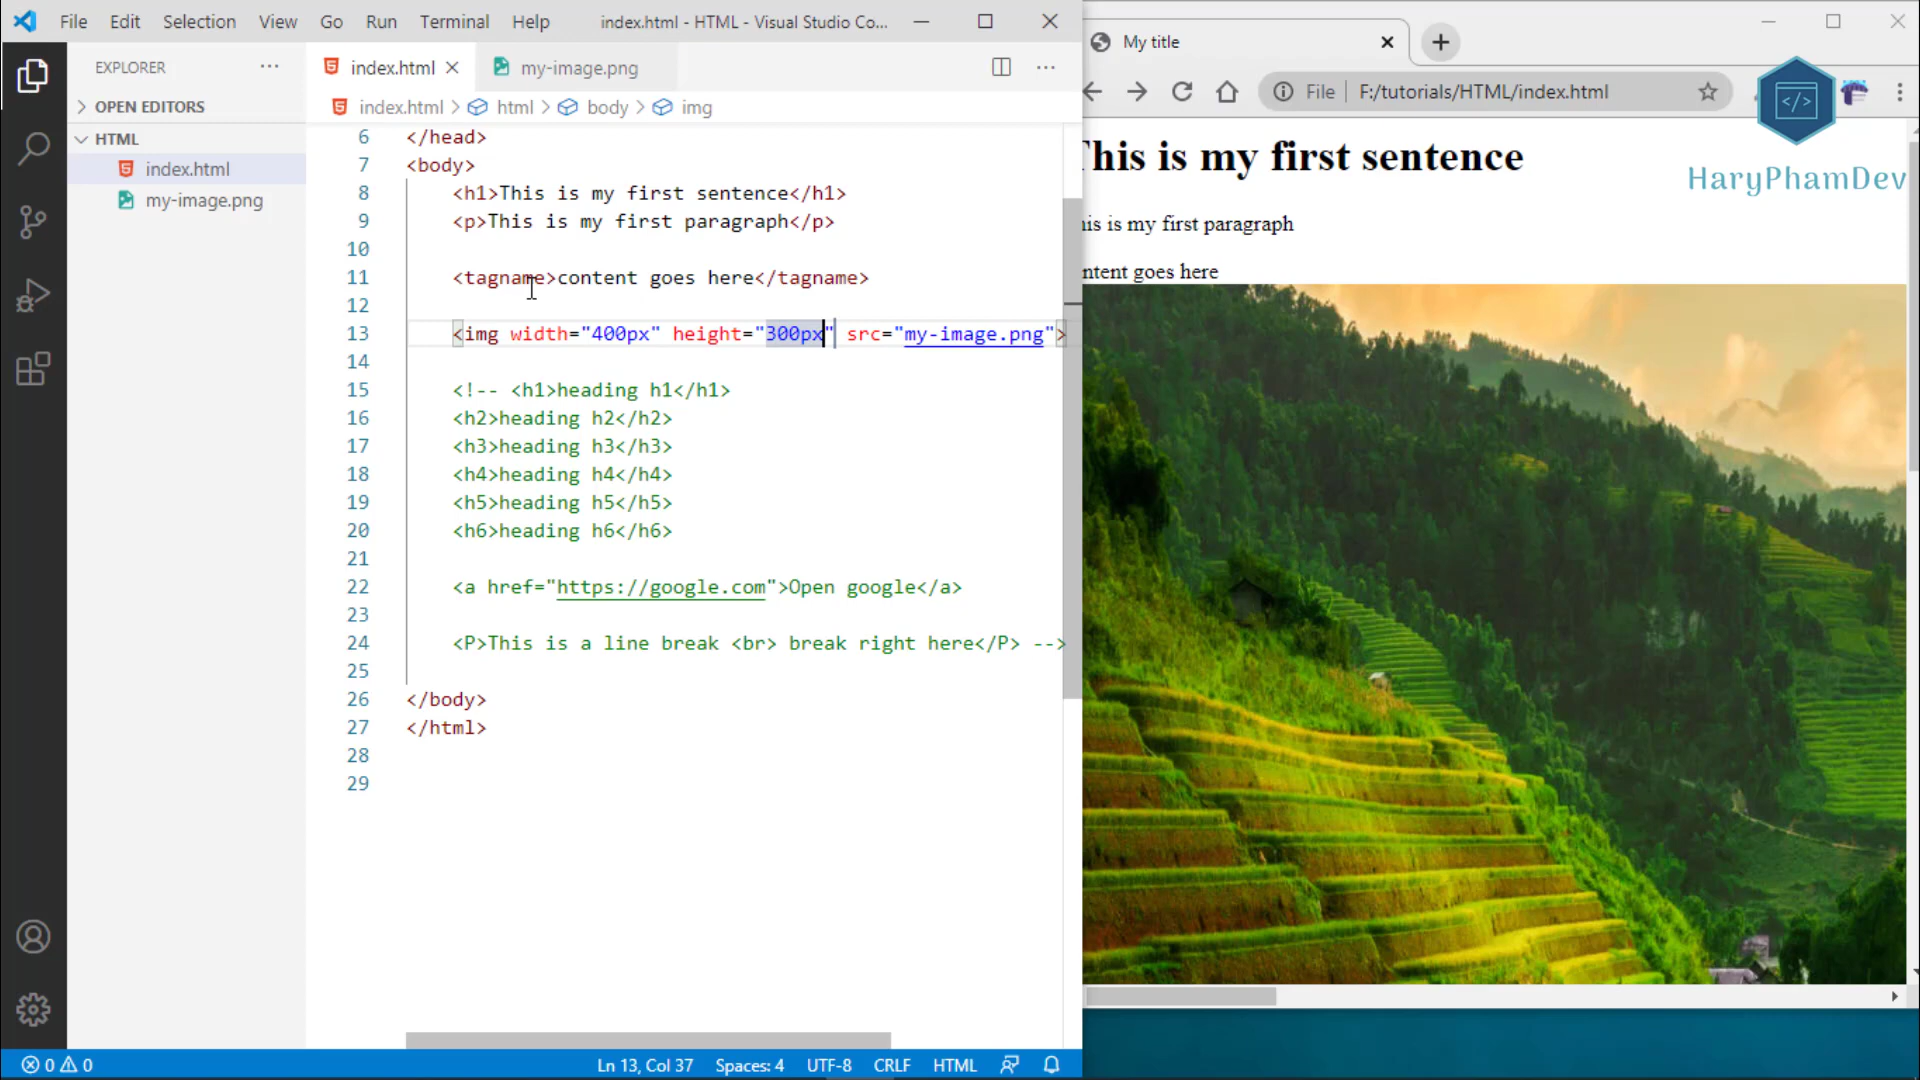 File Edit Selection View Go Run Terminal Help index.html - HTML - Visual Studio Co...
EXPLORER
OPEN EDITORS
HTML
index.html
my-image.png
index.html my-image.png
index.html > html > body > img
6 </head>
7 <body>
8 <h1>This is my first sentence</h1>
9 <p>This is my first paragraph</p>
10
11 <tagname>content goes here</tagname>
12
13 <img width="400px" height="300px" src="my-image.png">
14
15 <!-- <h1>heading h1</h1>
16 <h2>heading h2</h2>
17 <h3>heading h3</h3>
18 <h4>heading h4</h4>
19 <h5>heading h5</h5>
20 <h6>heading h6</h6>
21
22 <a href="https://google.com">Open google</a>
23
24 <P>This is a line break <br> break right here</P> -->
25
26 </body>
27 </html>
28
29
0 0 Ln 13, Col 37 Spaces: 4 UTF-8 CRLF HTML
My title
File F:/tutorials/HTML/index.html
</>
HaryPhamDev
This is my first sentence
his is my first paragraph
ntent goes here